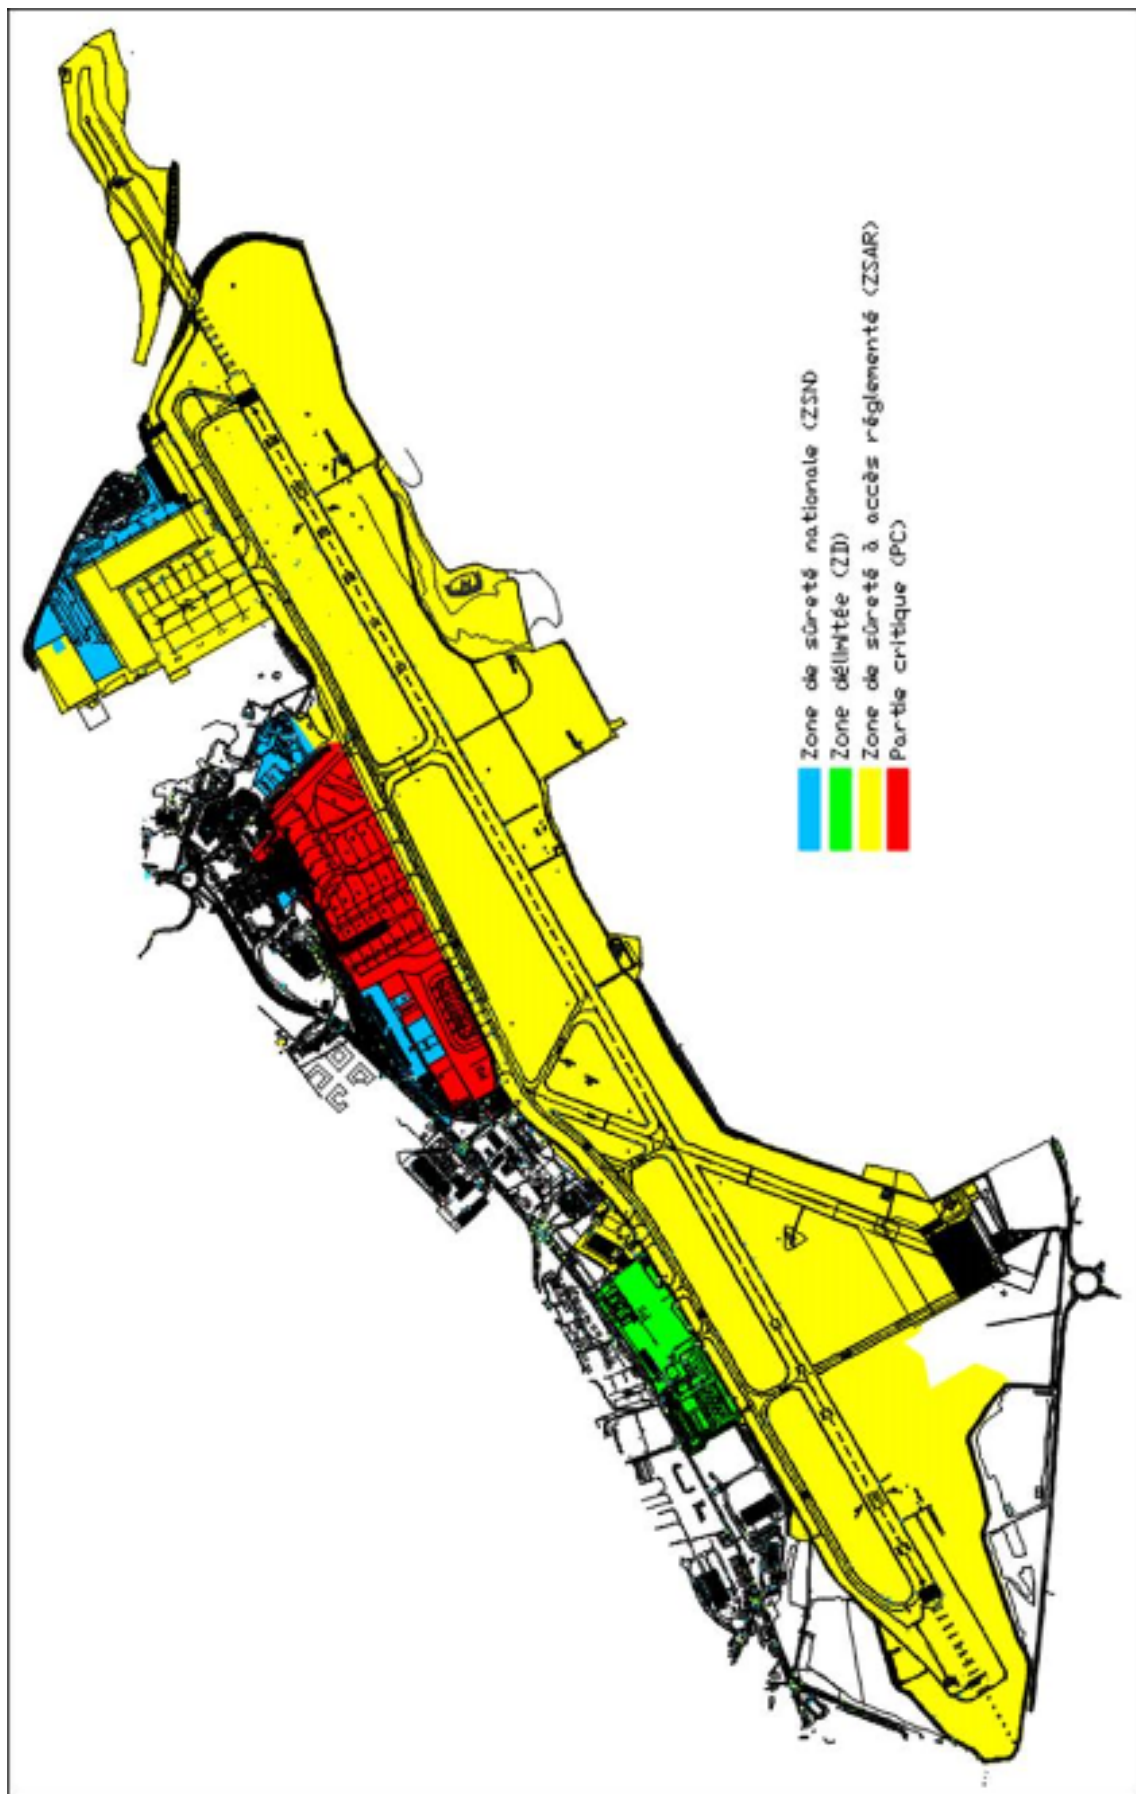 Zone de sûreté nationale (ZSN)
Zone délimitée (ZD)
Zone de sûreté à accès réglementé (ZSAR)
Partie critique (PC)